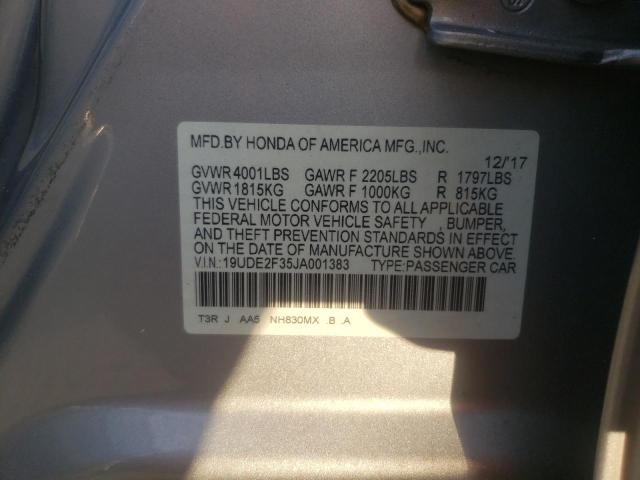 MFD.BY HONDA OF AMERICA MFG.,INC.
12/'17
GVWR 4001LBS GAWR F 2205LBS R 1797LBS
GVWR 1815KG GAWR F 1000KG R 815KG
THIS VEHICLE CONFORMS TO ALL APPLICABLE
FEDERAL MOTOR VEHICLE SAFETY , BUMPER,
AND THEFT PREVENTION STANDARDS IN EFFECT
ON THE DATE OF MANUFACTURE SHOWN ABOVE.
VIN:19UDE2F35JA001383 TYPE:PASSENGER CAR
T3R J AA5 NH830MX .B .A